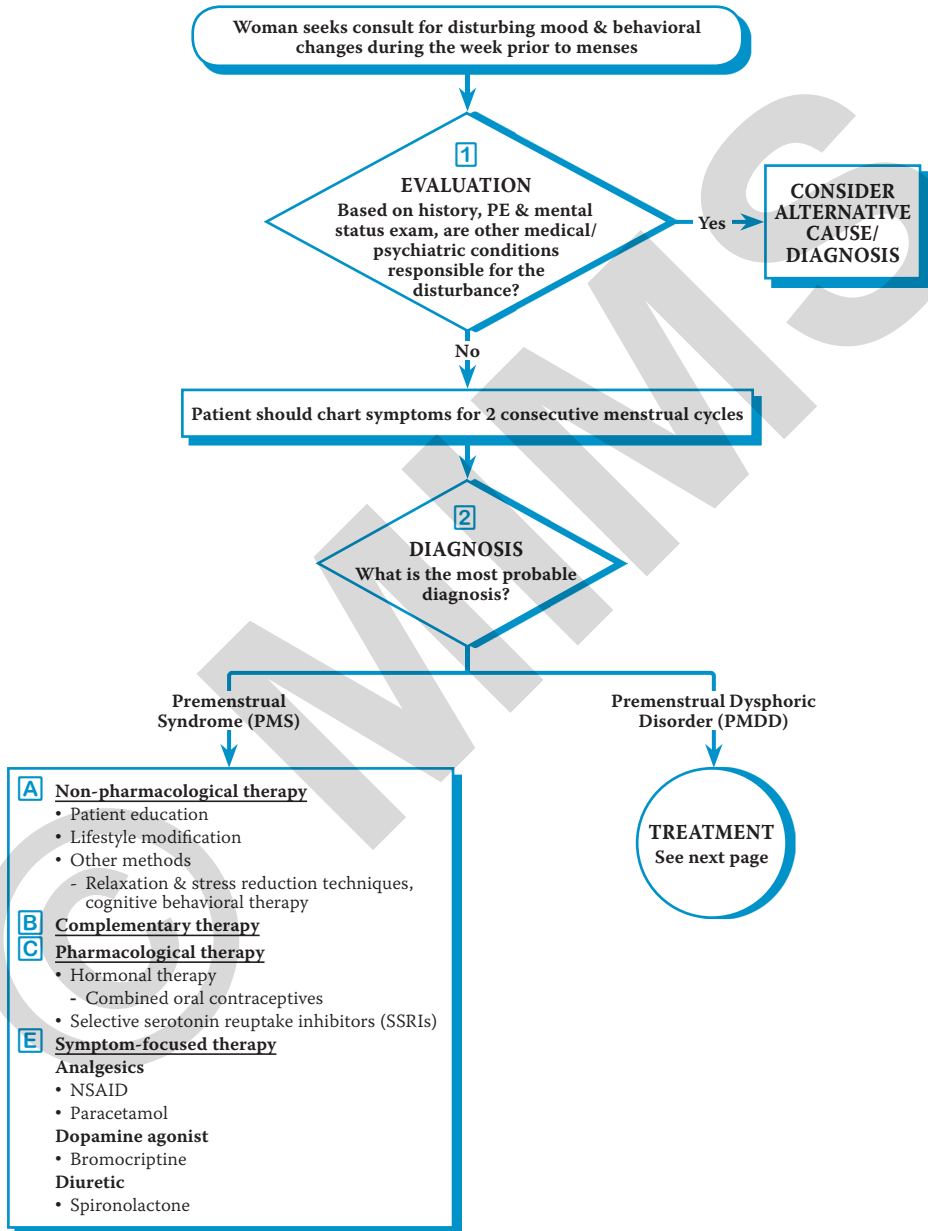 Woman seeks consult for disturbing mood & behavioral
changes during the week prior to menses
1
EVALUATION
Based on history, PE & mental
status exam, are other medical/
psychiatric conditions
responsible for the
disturbance?
Yes
CONSIDER
ALTERNATIVE
CAUSE/
DIAGNOSIS
No
Patient should chart symptoms for 2 consecutive menstrual cycles
2
DIAGNOSIS
What is the most probable
diagnosis?
Premenstrual
Syndrome (PMS)
Premenstrual Dysphoric
Disorder (PMDD)
A Non-pharmacological therapy
• Patient education
• Lifestyle modification
• Other methods
- Relaxation & stress reduction techniques,
cognitive behavioral therapy
B Complementary therapy
C Pharmacological therapy
• Hormonal therapy
- Combined oral contraceptives
• Selective serotonin reuptake inhibitors (SSRIs)
E Symptom-focused therapy
Analgesics
• NSAID
• Paracetamol
Dopamine agonist
• Bromocriptine
Diuretic
• Spironolactone
TREATMENT
See next page
© MIMS